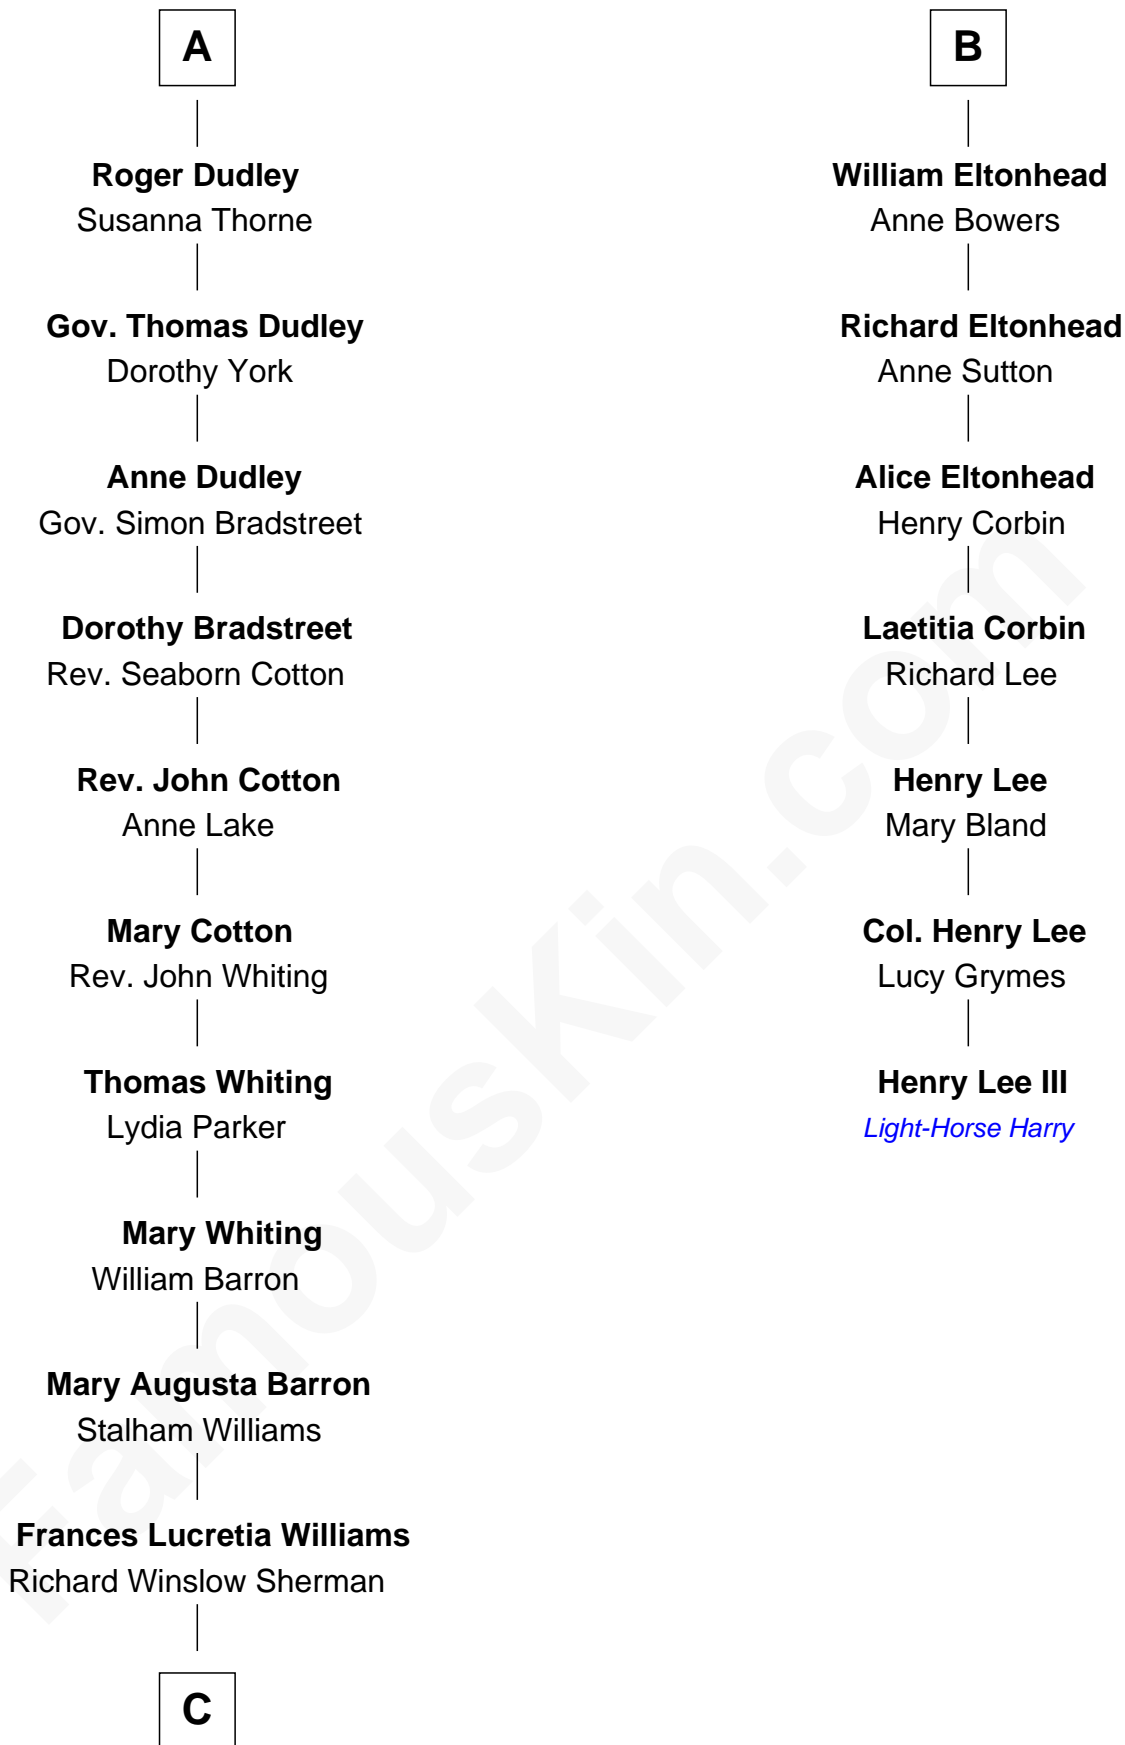 A
Roger Dudley
Susanna Thorne
Gov. Thomas Dudley
Dorothy York
Anne Dudley
Gov. Simon Bradstreet
Dorothy Bradstreet
Rev. Seaborn Cotton
Rev. John Cotton
Anne Lake
Mary Cotton
Rev. John Whiting
Thomas Whiting
Lydia Parker
Mary Whiting
William Barron
Mary Augusta Barron
Stalham Williams
Frances Lucretia Williams
Richard Winslow Sherman
C
B
William Eltonhead
Anne Bowers
Richard Eltonhead
Anne Sutton
Alice Eltonhead
Henry Corbin
Laetitia Corbin
Richard Lee
Henry Lee
Mary Bland
Col. Henry Lee
Lucy Grymes
Henry Lee III
Light-Horse Harry
FamousKin.com